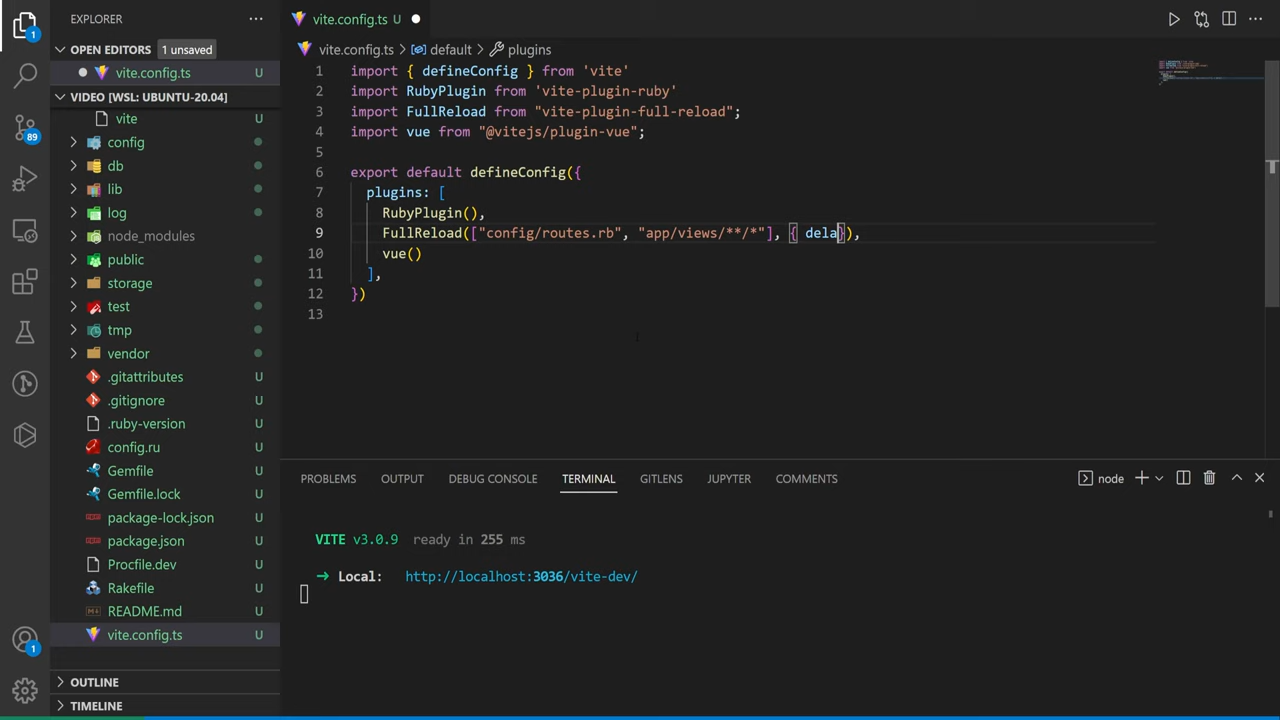 EXPLORER
OPEN EDITORS 1 unsaved
vite.config.ts U
VIDEO [WSL: UBUNTU-20.04]
vite
config
db
lib
log
node_modules
public
storage
test
tmp
vendor
.gitattributes U
.gitignore U
.ruby-version U
config.ru U
Gemfile U
Gemfile.lock U
package-lock.json U
package.json U
Procfile.dev U
Rakefile U
README.md U
vite.config.ts U
OUTLINE
TIMELINE
1
89
1
vite.config.ts U
vite.config.ts > default > plugins
1 import { defineConfig } from 'vite'
2 import RubyPlugin from 'vite-plugin-ruby'
3 import FullReload from "vite-plugin-full-reload";
4 import vue from "@vitejs/plugin-vue";
5
6 export default defineConfig({
7 plugins: [
8 RubyPlugin(),
9 FullReload(["config/routes.rb", "app/views/**/*"], { dela}),
10 vue()
11 ],
12 })
13
PROBLEMS OUTPUT DEBUG CONSOLE TERMINAL GITLENS JUPYTER COMMENTS node
VITE v3.0.9 ready in 255 ms
➜ Local: http://localhost:3036/vite-dev/